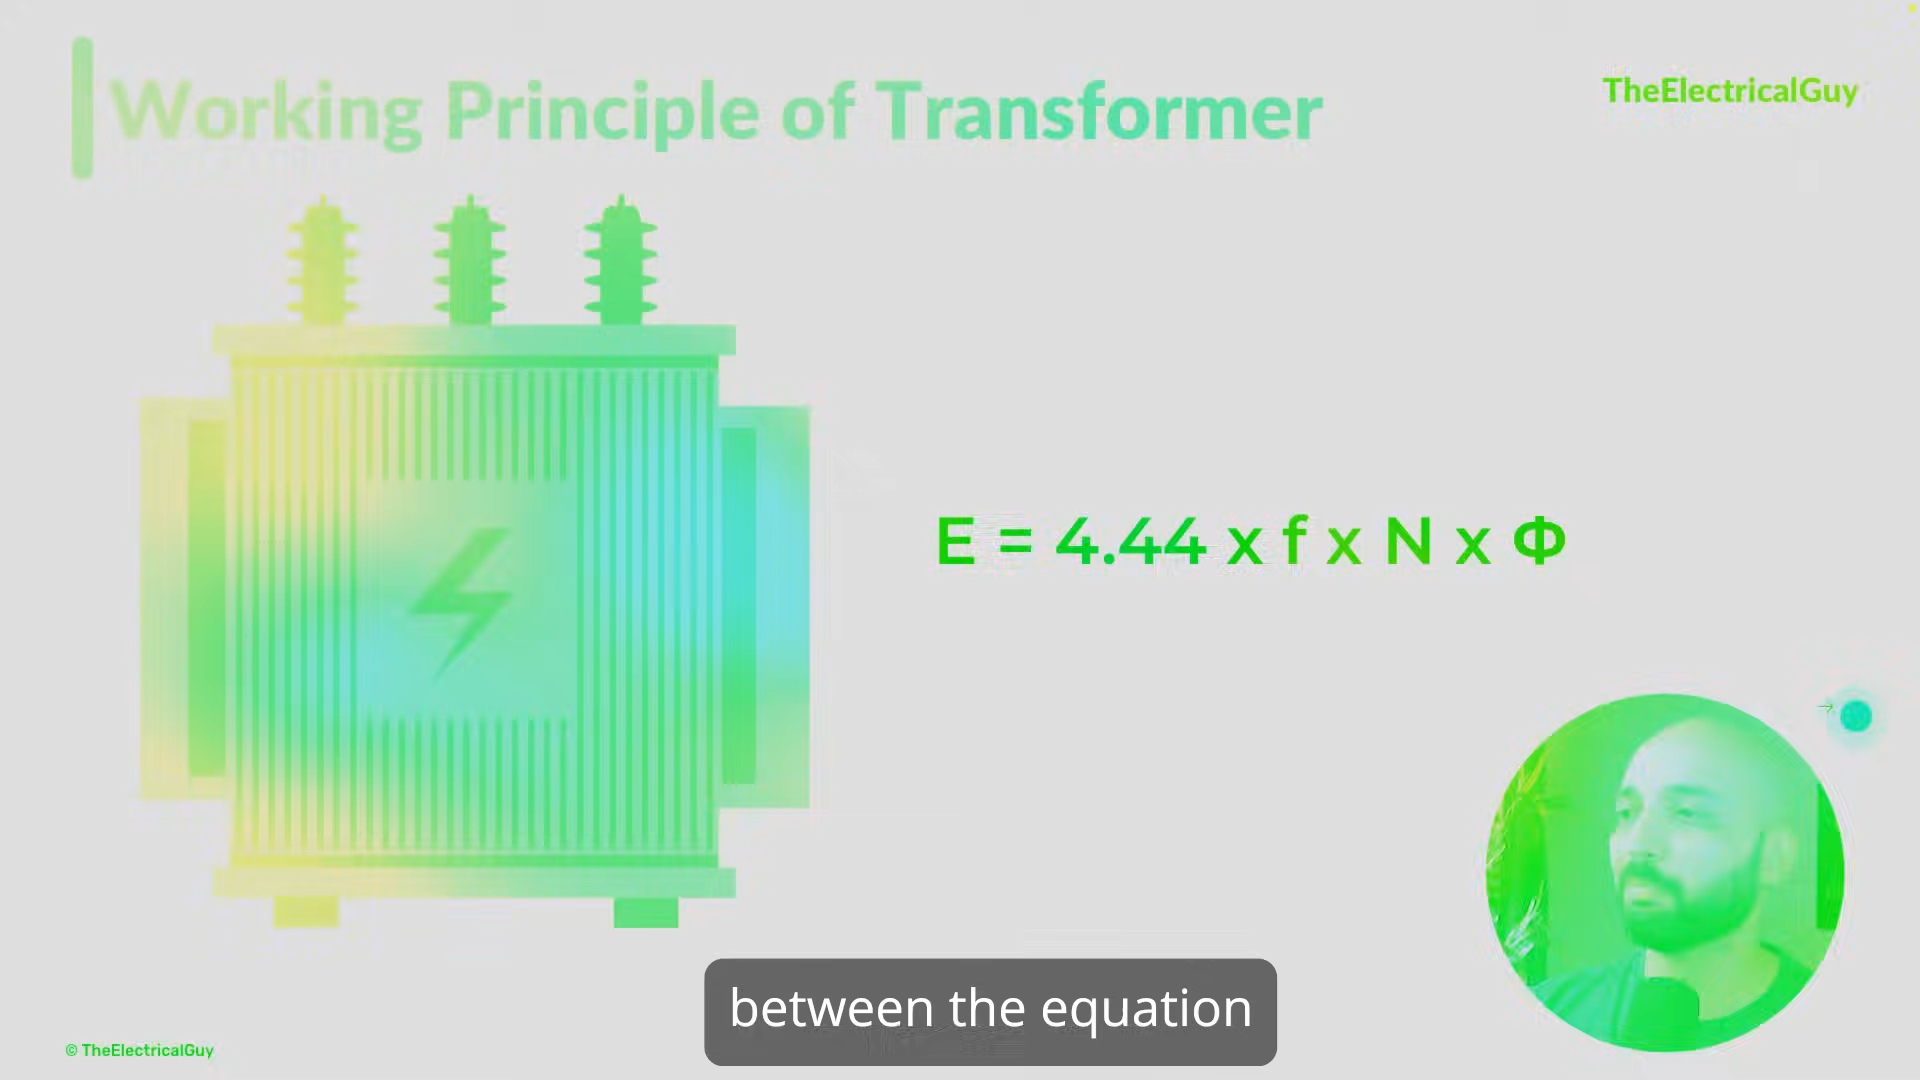 Working Principle of Transformer
TheElectricalGuy
E = 4.44 x f x N x Φ
between the equation
© TheElectricalGuy